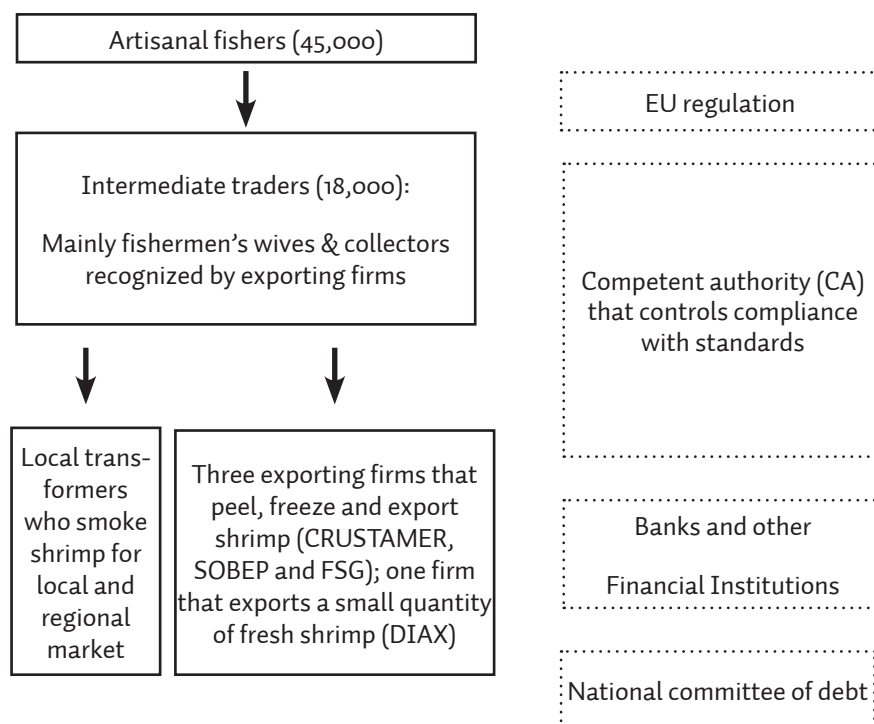 Artisanal fishers (45,000)
Intermediate traders (18,000):
Mainly fishermen's wives & collectors
recognized by exporting firms
Local trans-
formers
who smoke
shrimp for
local and
regional
market
Three exporting firms that
peel, freeze and export
shrimp (CRUSTAMER,
SOBEP and FSG); one firm
that exports a small quantity
of fresh shrimp (DIAX)
EU regulation
Competent authority (CA)
that controls compliance
with standards
Banks and other
Financial Institutions
National committee of debt